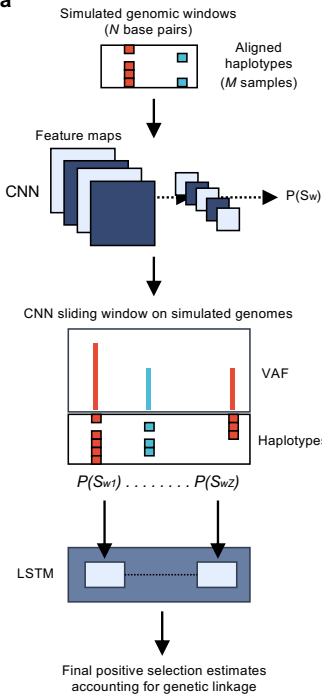 a
Simulated genomic windows
(N base pairs)
Aligned
haplotypes
(M samples)
Feature maps
CNN
P(Sw)
CNN sliding window on simulated genomes
VAF
Haplotypes
P(Sw1) . . . . . . . . P(SwZ)
LSTM
Final positive selection estimates
accounting for genetic linkage